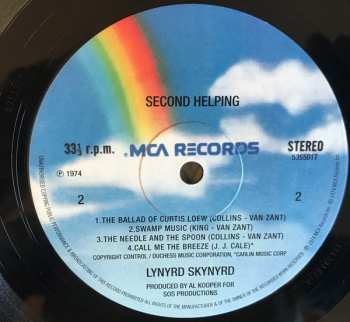 SECOND HELPING
33⅓ r.p.m.
MCA RECORDS
STEREO
5355017
℗ 1974
2
2
1.THE BALLAD OF CURTIS LOEW (COLLINS - VAN ZANT)
2.SWAMP MUSIC (KING - VAN ZANT)
3.THE NEEDLE AND THE SPOON (COLLINS - VAN ZANT)
4.CALL ME THE BREEZE (J. J. CALE)*
COPYRIGHT CONTROL / DUCHESS MUSIC CORPORATION, *CARLIN MUSIC CORP
LYNYRD SKYNYRD
PRODUCED BY AL KOOPER FOR
SOS PRODUCTIONS